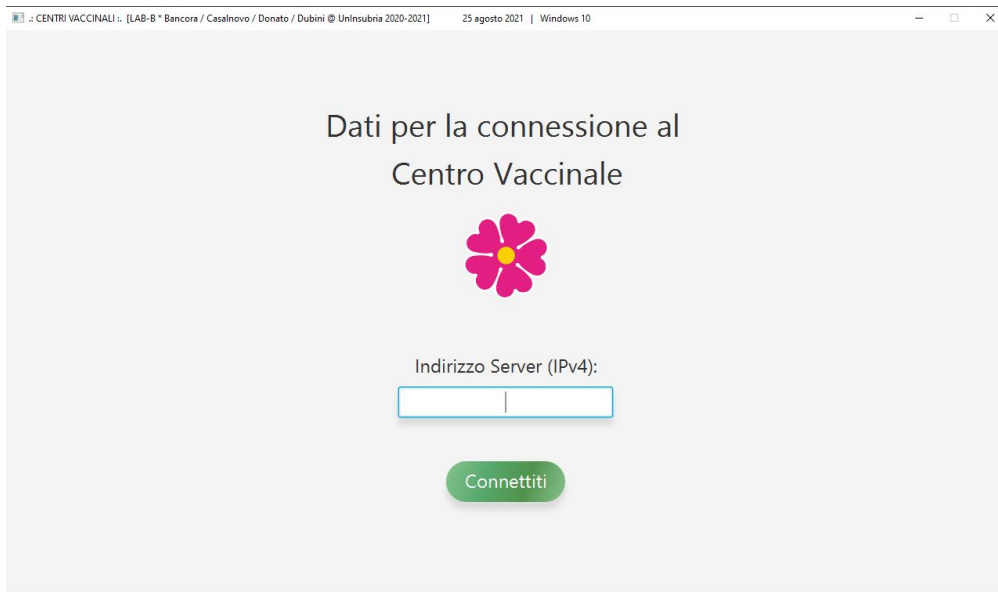 .: CENTRI VACCINALI :. [LAB-B * Bancora / Casalnovo / Donato / Dubini @ UnInsubria 2020-2021] 25 agosto 2021 | Windows 10
Dati per la connessione al
Centro Vaccinale
Indirizzo Server (IPv4):
Connettiti